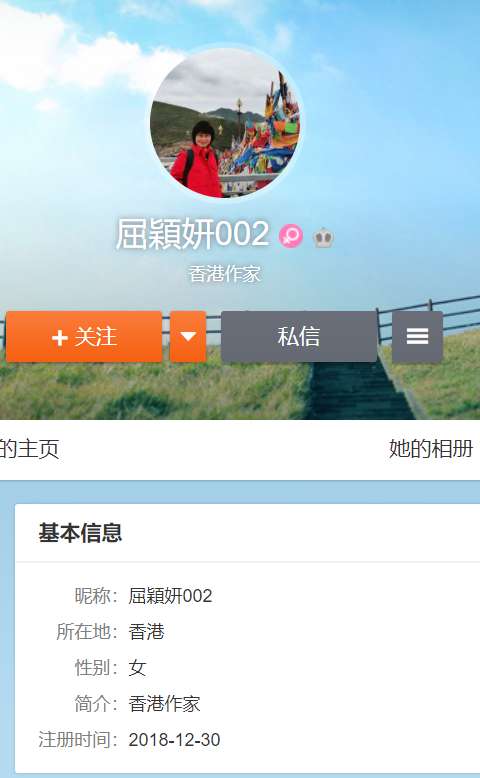 屈穎妍002
香港作家
+ 关注
私信
的主页
她的相册
基本信息
昵称：屈穎妍002
所在地：香港
性别：女
简介：香港作家
注册时间：2018-12-30